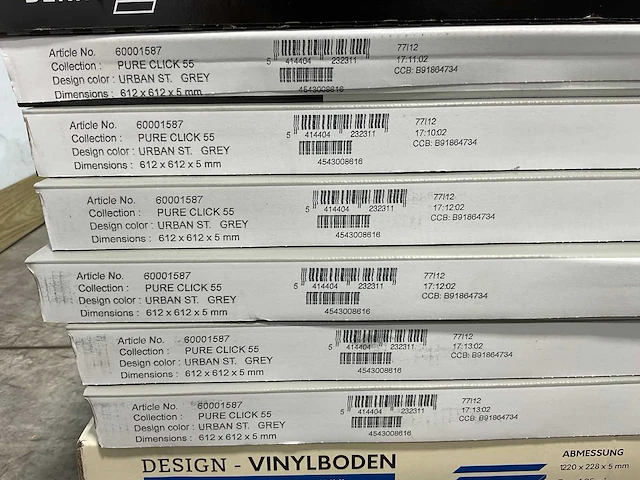 Article No. 60001587
Collection : PURE CLICK 55
Design color : URBAN ST. GREY
Dimensions : 612 x 612 x 5 mm
5 414404 232311
4543008616
77I12
17:11:02
CCB: B91864734
Article No. 60001587
Collection : PURE CLICK 55
Design color : URBAN ST. GREY
Dimensions : 612 x 612 x 5 mm
5 414404 232311
4543008616
77I12
17:10:02
CCB: B91864734
Article No. 60001587
Collection : PURE CLICK 55
Design color : URBAN ST. GREY
Dimensions : 612 x 612 x 5 mm
5 414404 232311
4543008616
77I12
17:12:02
CCB: B91864734
Article No. 60001587
Collection : PURE CLICK 55
Design color : URBAN ST. GREY
Dimensions : 612 x 612 x 5 mm
5 414404 232311
4543008616
77I12
17:12:02
CCB: B91864734
Article No. 60001587
Collection : PURE CLICK 55
Design color : URBAN ST. GREY
Dimensions : 612 x 612 x 5 mm
5 414404 232311
4543008616
77I12
17:13:02
CCB: B91864734
Article No. 60001587
Collection : PURE CLICK 55
Design color : URBAN ST. GREY
Dimensions : 612 x 612 x 5 mm
5 414404 232311
4543008616
77I12
17:13:02
CCB: B91864734
DESIGN - VINYLBODEN
ABMESSUNG
1220 x 228 x 5 mm